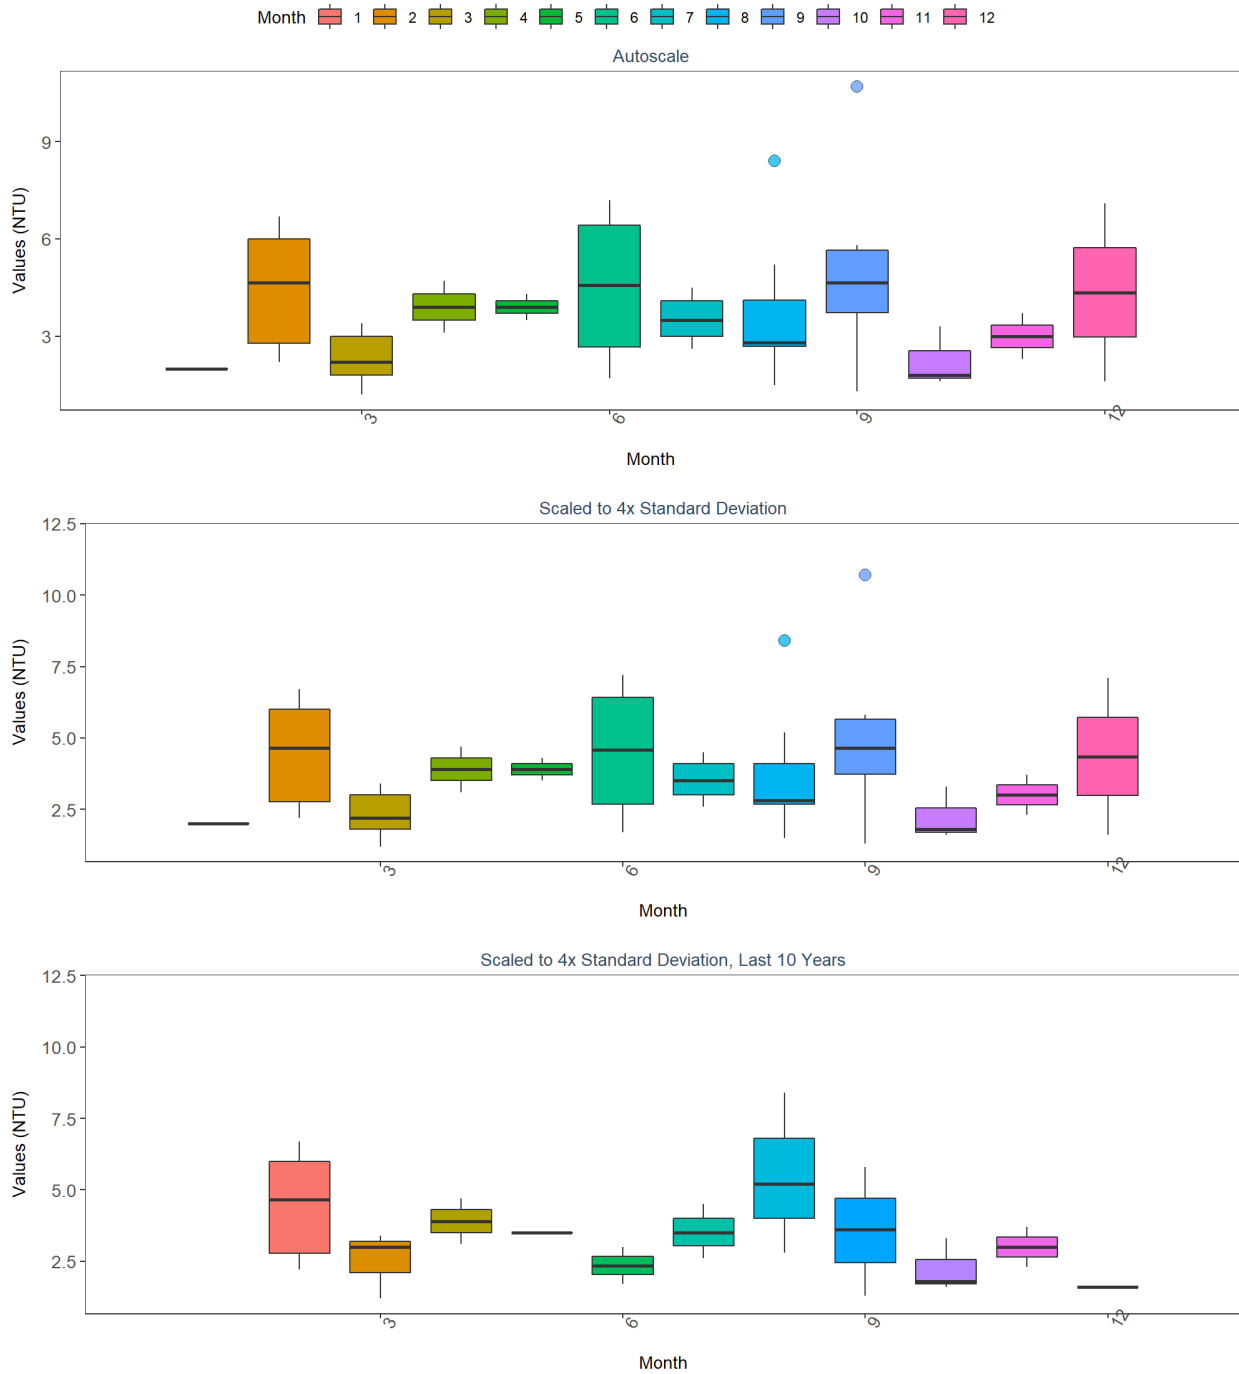 Month 1 2 3 4 5 6 7 8 9 10 11 12
Autoscale
Values (NTU)
9
6
3
3 6 9 12
Month
Scaled to 4x Standard Deviation
Values (NTU)
12.5
10.0
7.5
5.0
2.5
3 6 9 12
Month
Scaled to 4x Standard Deviation, Last 10 Years
Values (NTU)
12.5
10.0
7.5
5.0
2.5
3 6 9 12
Month